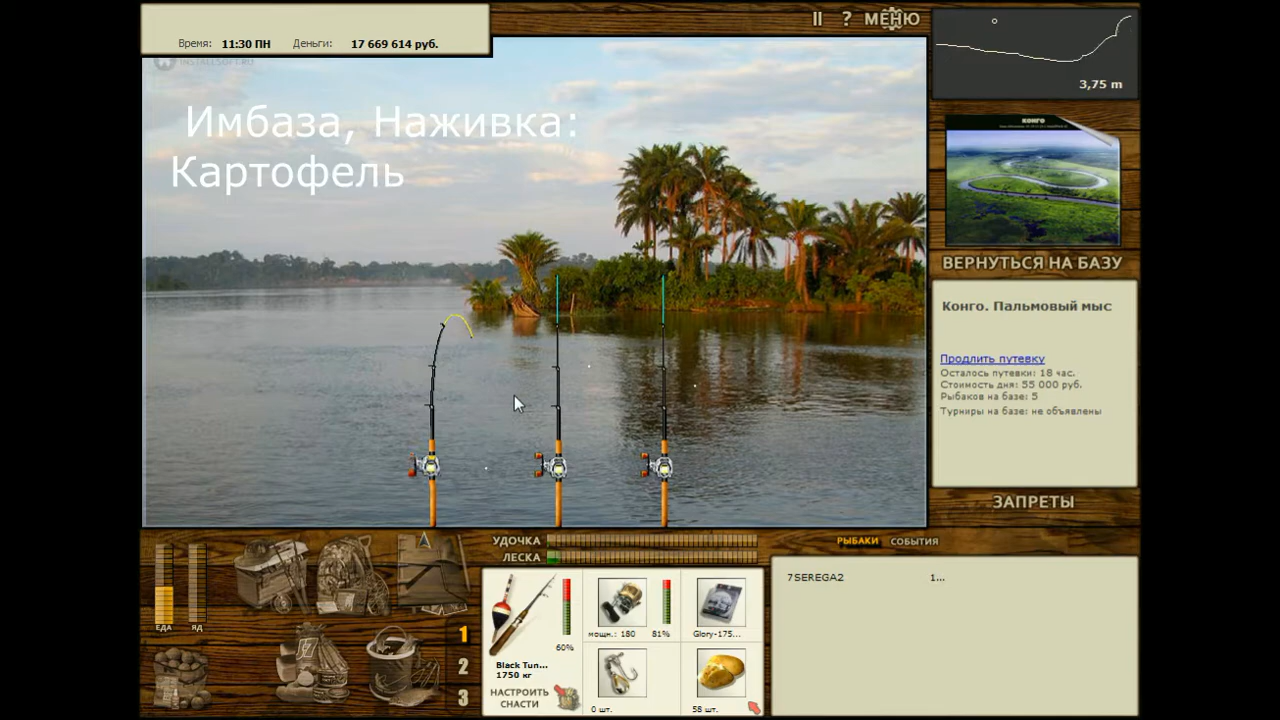 Время: 11:30 ПН Деньги: 17 669 614 руб.
II ? МЕНЮ
INSTALLSOFT.RU
Имбаза, Наживка:
Картофель
3,75 m
КОНГО
ВЕРНУТЬСЯ НА БАЗУ
Конго. Пальмовый мыс
Продлить путевку
Осталось путевки: 18 час.
Стоимость дня: 55 000 руб.
Рыбаков на базе: 5
Турниры на базе: не объявлены
ЗАПРЕТЫ
УДОЧКА
ЛЕСКА
РЫБАКИ СОБЫТИЯ
7SEREGA2 1...
ЕДА ЯД
1
2
3
60%
Black Tun...
1750 кг
НАСТРОИТЬ
СНАСТИ
мощн.: 180 81%
Glory-175...
0 шт.
58 шт.